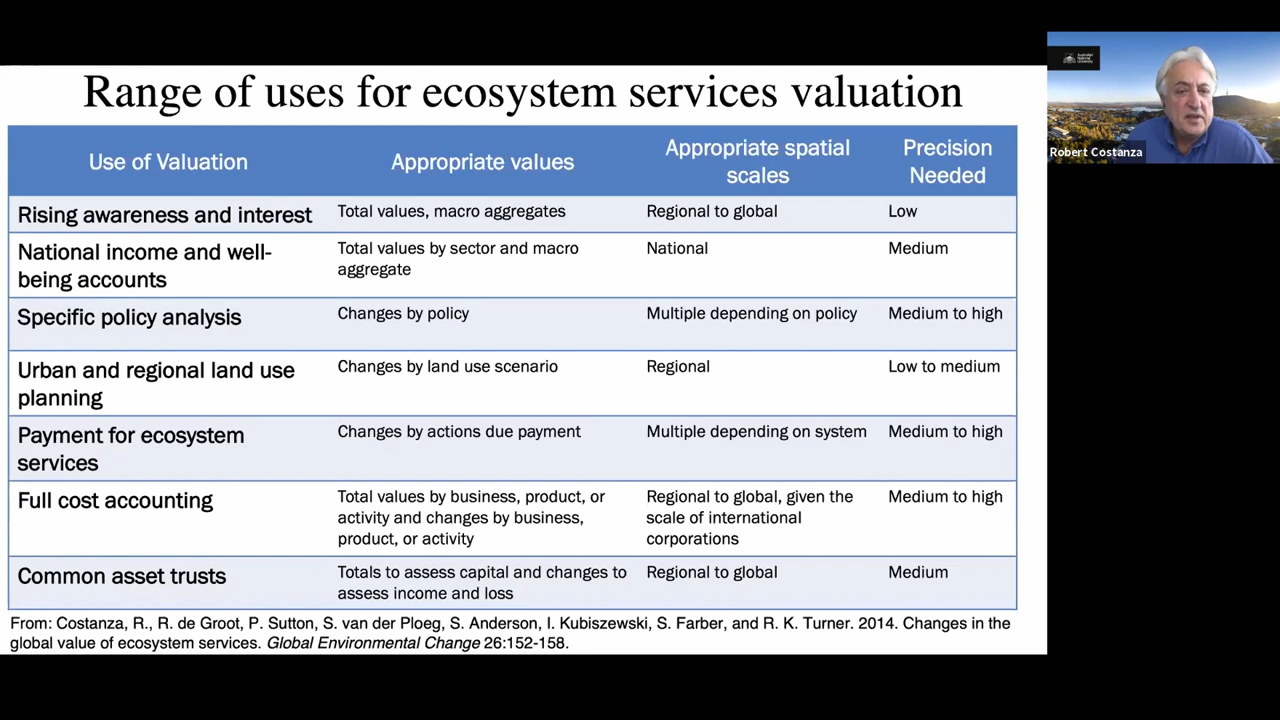 Range of uses for ecosystem services valuation
Use of Valuation
Appropriate values
Appropriate spatial
scales
Precision
Needed
Rising awareness and interest
Total values, macro aggregates
Regional to global
Low
National income and well-
being accounts
Total values by sector and macro
aggregate
National
Medium
Specific policy analysis
Changes by policy
Multiple depending on policy
Medium to high
Urban and regional land use
planning
Changes by land use scenario
Regional
Low to medium
Payment for ecosystem
services
Changes by actions due payment
Multiple depending on system
Medium to high
Full cost accounting
Total values by business, product, or
activity and changes by business,
product, or activity
Regional to global, given the
scale of international
corporations
Medium to high
Common asset trusts
Totals to assess capital and changes to
assess income and loss
Regional to global
Medium
From: Costanza, R., R. de Groot, P. Sutton, S. van der Ploeg, S. Anderson, I. Kubiszewski, S. Farber, and R. K. Turner. 2014. Changes in the
global value of ecosystem services. Global Environmental Change 26:152-158.
Australian
National
University
Robert Costanza